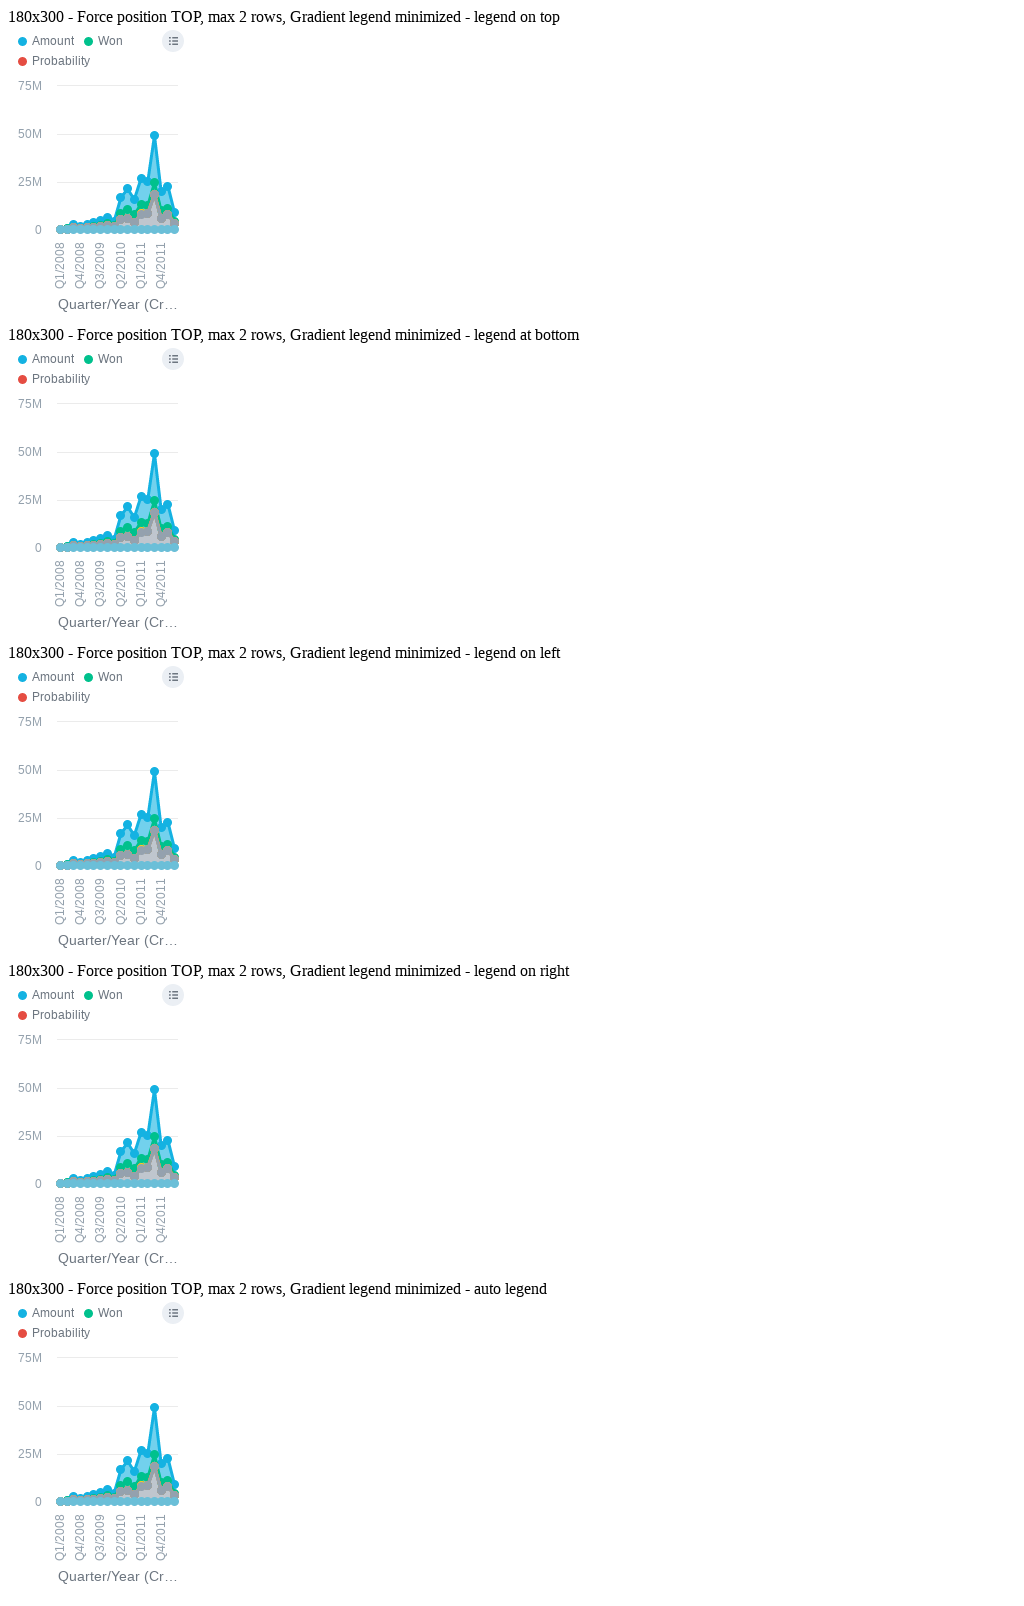 180x300 - Force position TOP, max 2 rows, Gradient legend minimized - legend on top
Amount Won
Probability
75M
50M
25M
0
Q1/2008 Q4/2008 Q3/2009 Q2/2010 Q1/2011 Q4/2011
Quarter/Year (Cr…
180x300 - Force position TOP, max 2 rows, Gradient legend minimized - legend at bottom
Amount Won
Probability
75M
50M
25M
0
Q1/2008 Q4/2008 Q3/2009 Q2/2010 Q1/2011 Q4/2011
Quarter/Year (Cr…
180x300 - Force position TOP, max 2 rows, Gradient legend minimized - legend on left
Amount Won
Probability
75M
50M
25M
0
Q1/2008 Q4/2008 Q3/2009 Q2/2010 Q1/2011 Q4/2011
Quarter/Year (Cr…
180x300 - Force position TOP, max 2 rows, Gradient legend minimized - legend on right
Amount Won
Probability
75M
50M
25M
0
Q1/2008 Q4/2008 Q3/2009 Q2/2010 Q1/2011 Q4/2011
Quarter/Year (Cr…
180x300 - Force position TOP, max 2 rows, Gradient legend minimized - auto legend
Amount Won
Probability
75M
50M
25M
0
Q1/2008 Q4/2008 Q3/2009 Q2/2010 Q1/2011 Q4/2011
Quarter/Year (Cr…